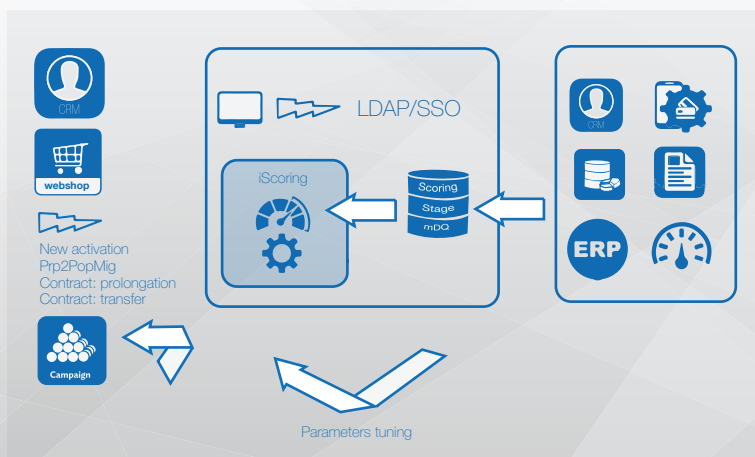 CRM
webshop
New activation
Prp2PopMig
Contract: prolongation
Contract: transfer
Campaign
LDAP/SSO
iScoring
Scoring
Stage
mDQ
CRM
ERP
Parameters tuning